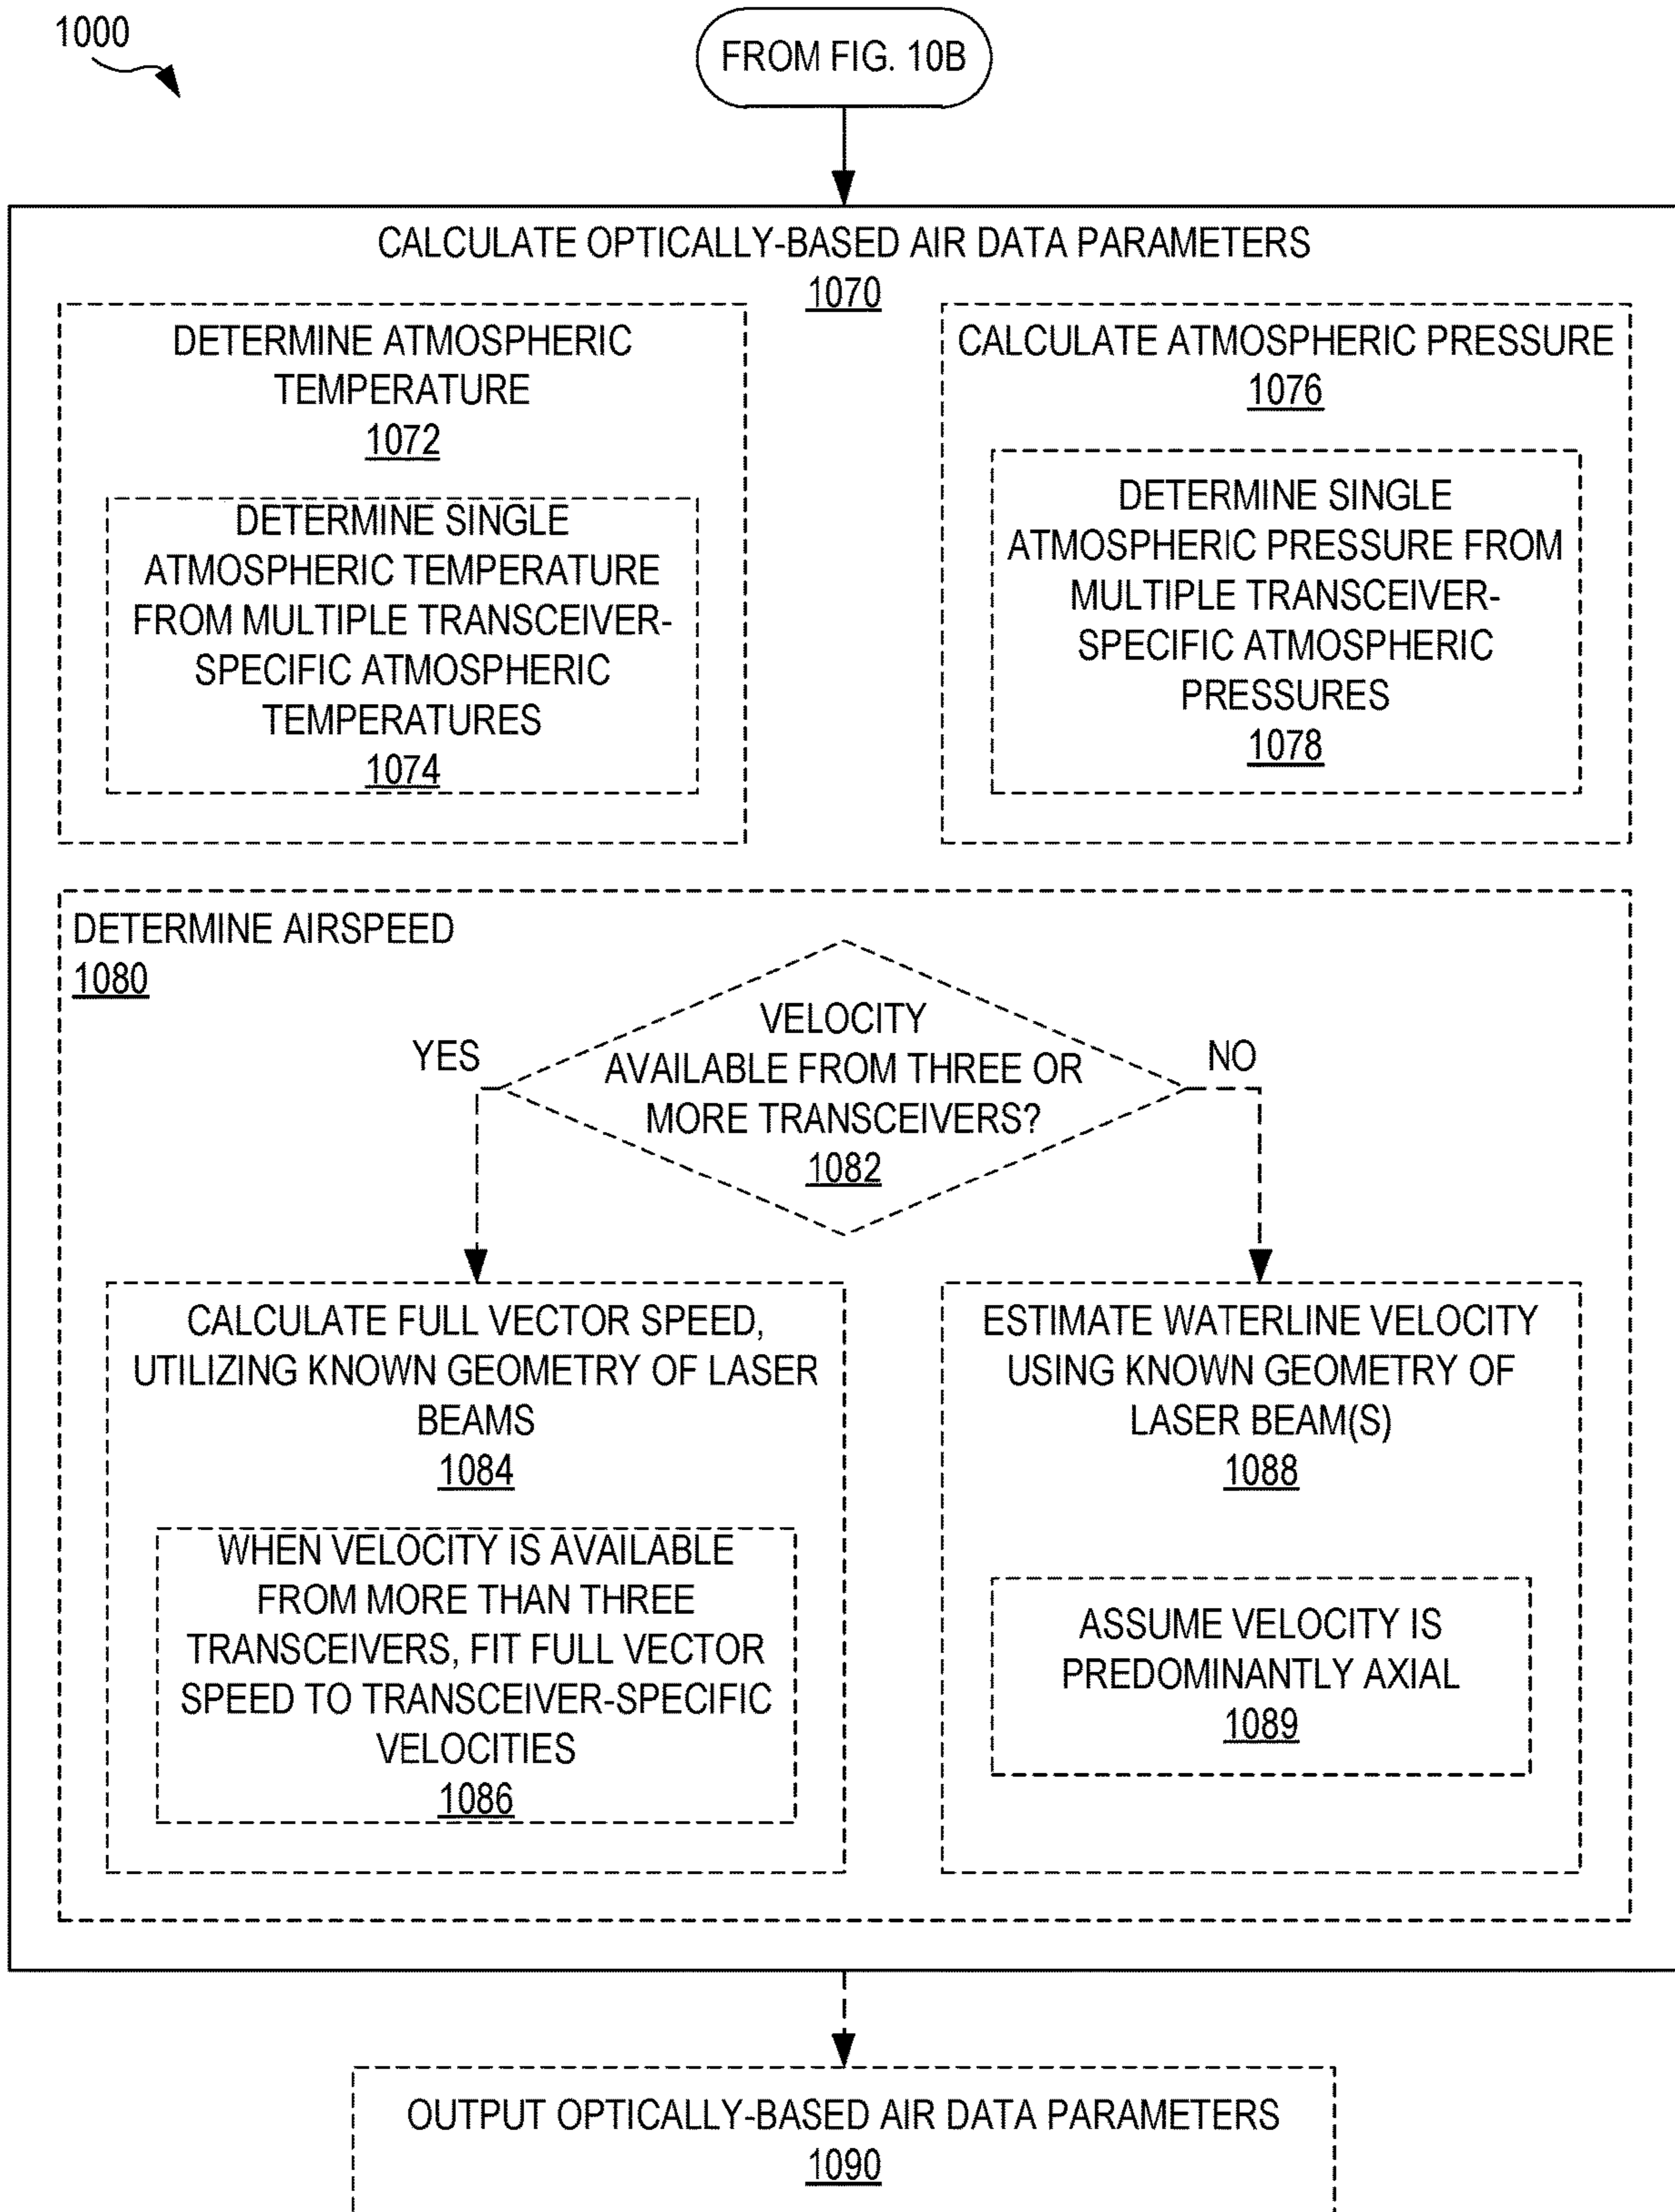 1000
FROM FIG. 10B
CALCULATE OPTICALLY-BASED AIR DATA PARAMETERS
1070
DETERMINE ATMOSPHERIC
TEMPERATURE
1072
DETERMINE SINGLE
ATMOSPHERIC TEMPERATURE
FROM MULTIPLE TRANSCEIVER-
SPECIFIC ATMOSPHERIC
TEMPERATURES
1074
CALCULATE ATMOSPHERIC PRESSURE
1076
DETERMINE SINGLE
ATMOSPHERIC PRESSURE FROM
MULTIPLE TRANSCEIVER-
SPECIFIC ATMOSPHERIC
PRESSURES
1078
DETERMINE AIRSPEED
1080
VELOCITY
AVAILABLE FROM THREE OR
MORE TRANSCEIVERS?
1082
YES
NO
CALCULATE FULL VECTOR SPEED,
UTILIZING KNOWN GEOMETRY OF LASER
BEAMS
1084
WHEN VELOCITY IS AVAILABLE
FROM MORE THAN THREE
TRANSCEIVERS, FIT FULL VECTOR
SPEED TO TRANSCEIVER-SPECIFIC
VELOCITIES
1086
ESTIMATE WATERLINE VELOCITY
USING KNOWN GEOMETRY OF
LASER BEAM(S)
1088
ASSUME VELOCITY IS
PREDOMINANTLY AXIAL
1089
OUTPUT OPTICALLY-BASED AIR DATA PARAMETERS
1090